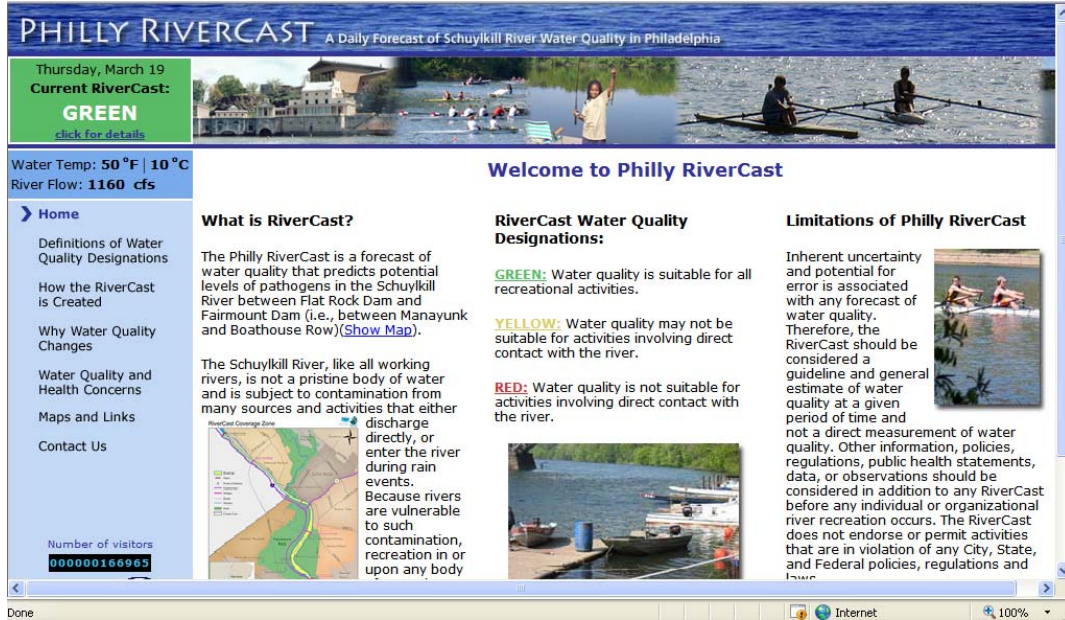 PHILLY RIVERCAST A Daily Forecast of Schuylkill River Water Quality in Philadelphia
Thursday, March 19
Current RiverCast:
GREEN
click for details
Water Temp: 50°F | 10°C
River Flow: 1160 cfs
Home
Definitions of Water
Quality Designations
How the RiverCast
is Created
Why Water Quality
Changes
Water Quality and
Health Concerns
Maps and Links
Contact Us
Number of visitors
000000166965
Welcome to Philly RiverCast
What is RiverCast?
The Philly RiverCast is a forecast of
water quality that predicts potential
levels of pathogens in the Schuylkill
River between Flat Rock Dam and
Fairmount Dam (i.e., between Manayunk
and Boathouse Row)(Show Map).
The Schuylkill River, like all working
rivers, is not a pristine body of water
and is subject to contamination from
many sources and activities that either
RiverCast Coverage Zone
discharge
directly, or
enter the river
during rain
events.
Because rivers
are vulnerable
to such
contamination,
recreation in or
upon any body
RiverCast Water Quality
Designations:
GREEN: Water quality is suitable for all
recreational activities.
YELLOW: Water quality may not be
suitable for activities involving direct
contact with the river.
RED: Water quality is not suitable for
activities involving direct contact with
the river.
Limitations of Philly RiverCast
Inherent uncertainty
and potential for
error is associated
with any forecast of
water quality.
Therefore, the
RiverCast should be
considered a
guideline and general
estimate of water
quality at a given
period of time and
not a direct measurement of water
quality. Other information, policies,
regulations, public health statements,
data, or observations should be
considered in addition to any RiverCast
before any individual or organizational
river recreation occurs. The RiverCast
does not endorse or permit activities
that are in violation of any City, State,
and Federal policies, regulations and
laws
Done
Internet
100%